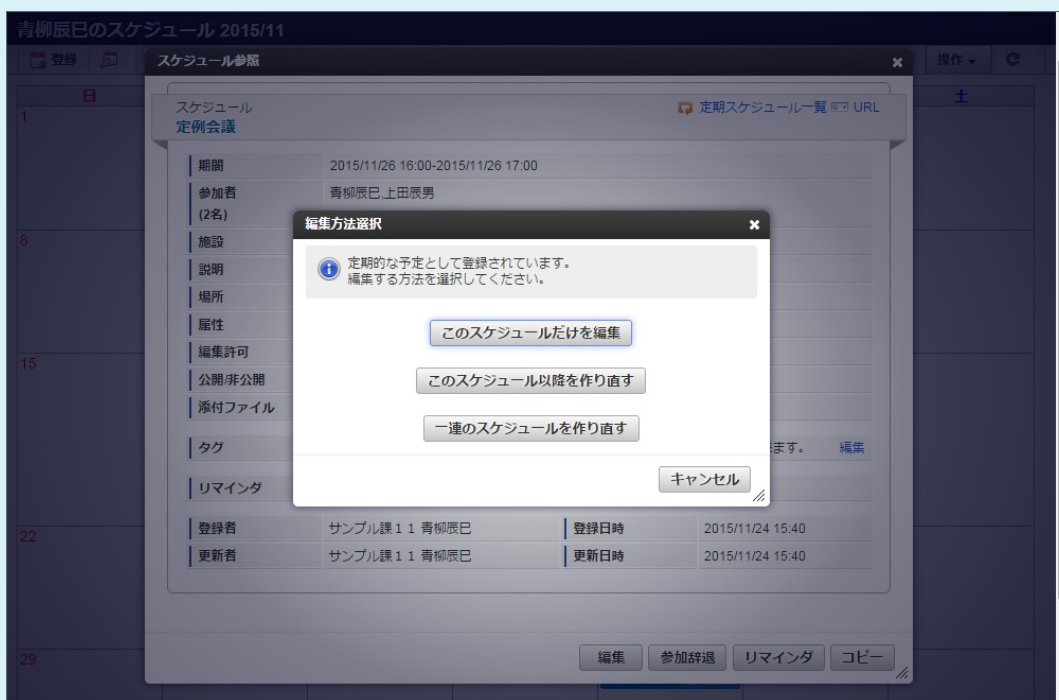 青柳辰巳のスケジュール 2015/11
登録
操作
日
土
スケジュール参照
スケジュール
定期スケジュール一覧 URL
定例会議
期間 2015/11/26 16:00-2015/11/26 17:00
参加者 青柳辰巳,上田辰男
(2名)
施設
説明
場所
属性
編集許可
公開/非公開
添付ファイル
タグ
ます。 編集
リマインダ
登録者 サンプル課11 青柳辰巳 登録日時 2015/11/24 15:40
更新者 サンプル課11 青柳辰巳 更新日時 2015/11/24 15:40
編集 参加辞退 リマインダ コピー
編集方法選択
定期的な予定として登録されています。
編集する方法を選択してください。
このスケジュールだけを編集
このスケジュール以降を作り直す
一連のスケジュールを作り直す
キャンセル
1
8
15
22
29